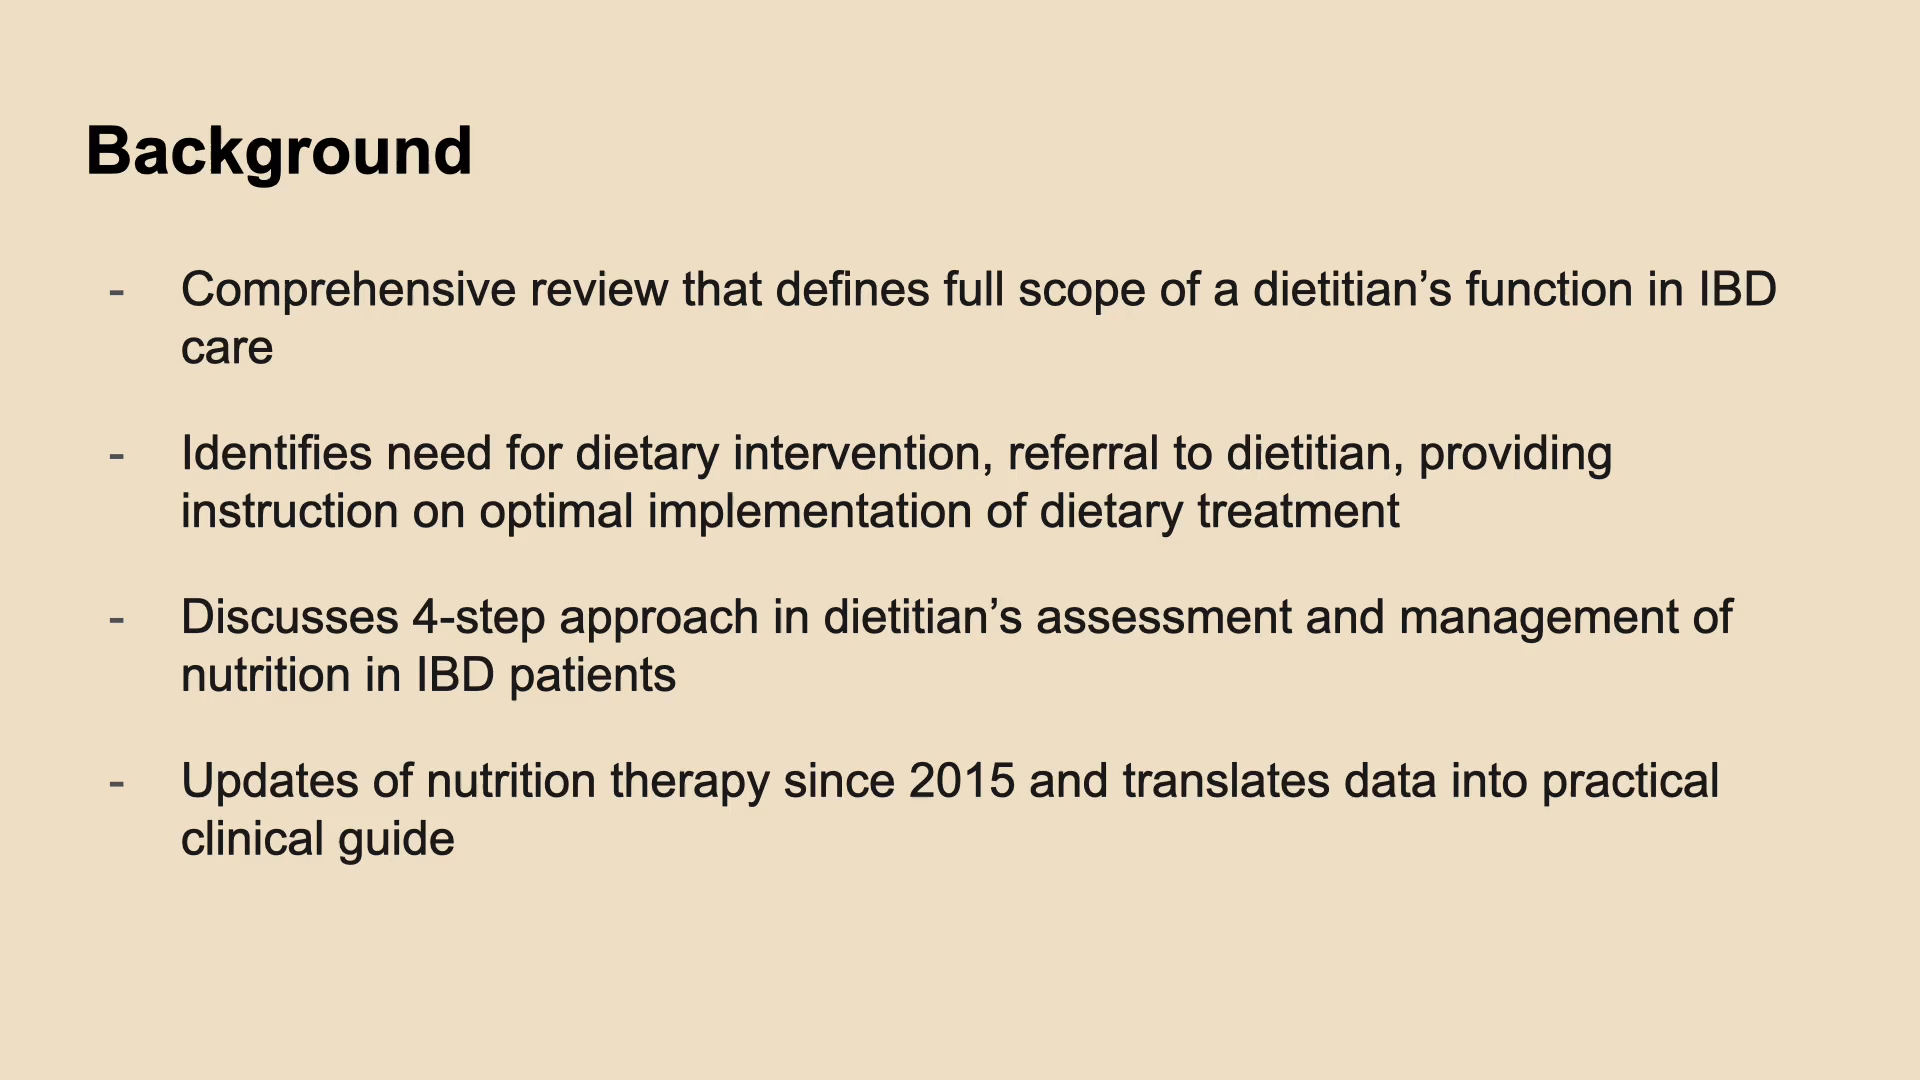 Background
- Comprehensive review that defines full scope of a dietitian’s function in IBD
care
- Identifies need for dietary intervention, referral to dietitian, providing
instruction on optimal implementation of dietary treatment
- Discusses 4-step approach in dietitian’s assessment and management of
nutrition in IBD patients
- Updates of nutrition therapy since 2015 and translates data into practical
clinical guide